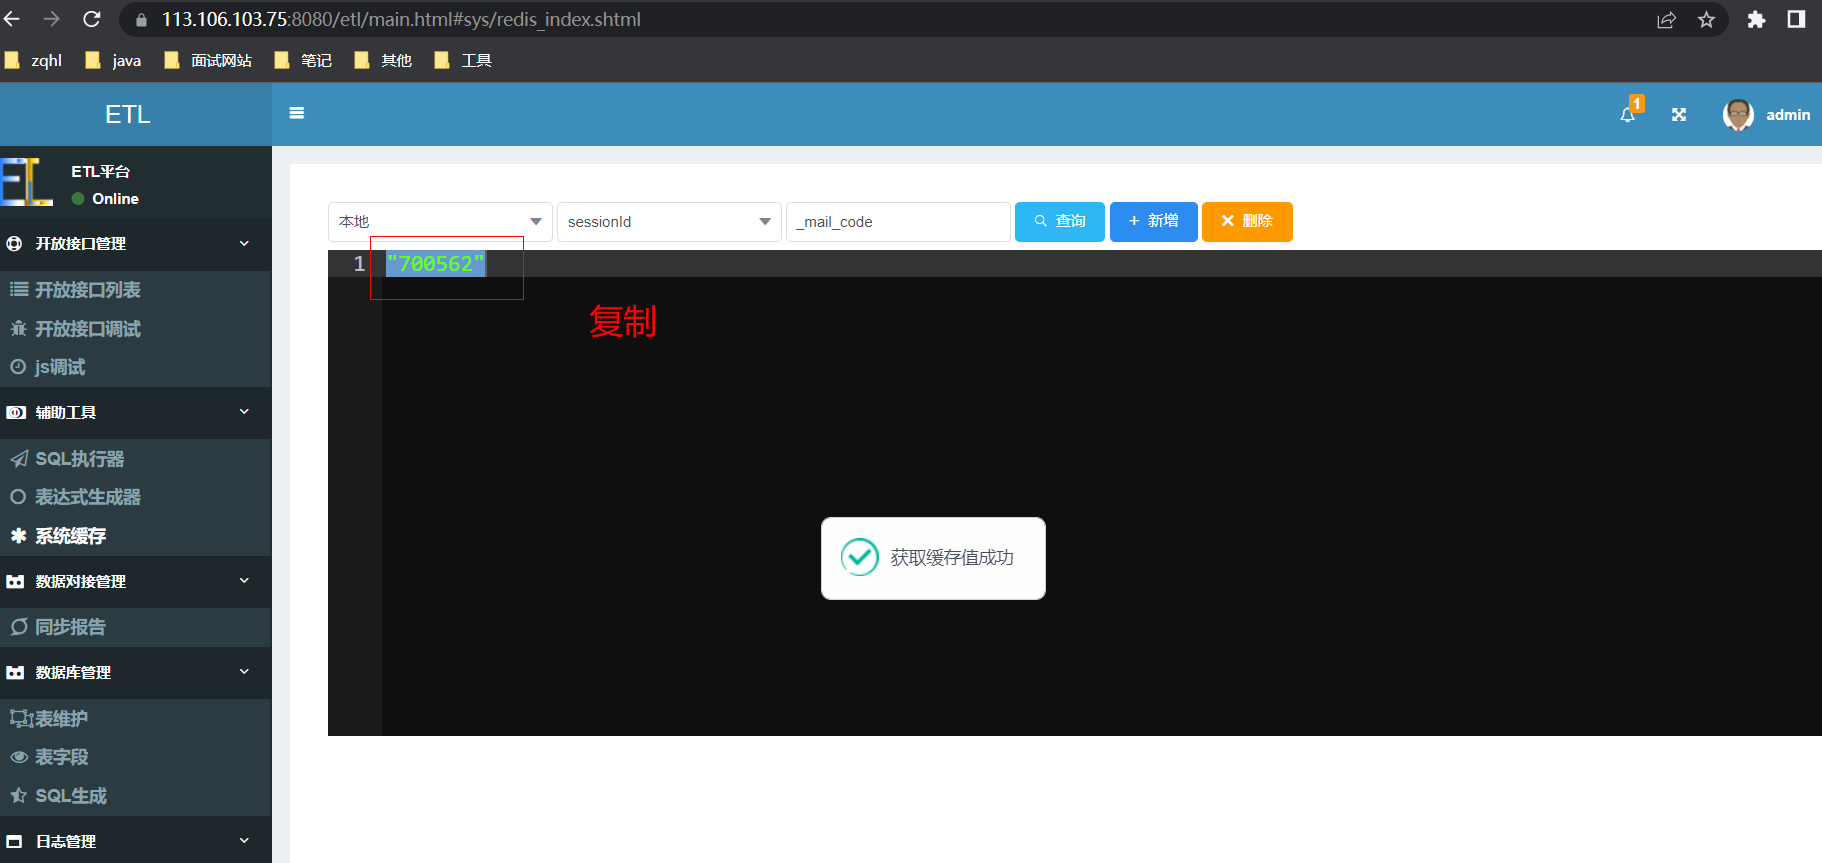 113.106.103.75:8080/etl/main.html#sys/redis_index.shtml
zqhl java 面试网站 笔记 其他 工具
ETL
1
admin
ETL
ETL平台
Online
本地 sessionId _mail_code 查询 新增 删除
开放接口管理
1 "700562"
开放接口列表
复制
开放接口调试
js调试
辅助工具
SQL执行器
表达式生成器
系统缓存
获取缓存值成功
数据对接管理
同步报告
数据库管理
表维护
表字段
SQL生成
日志管理